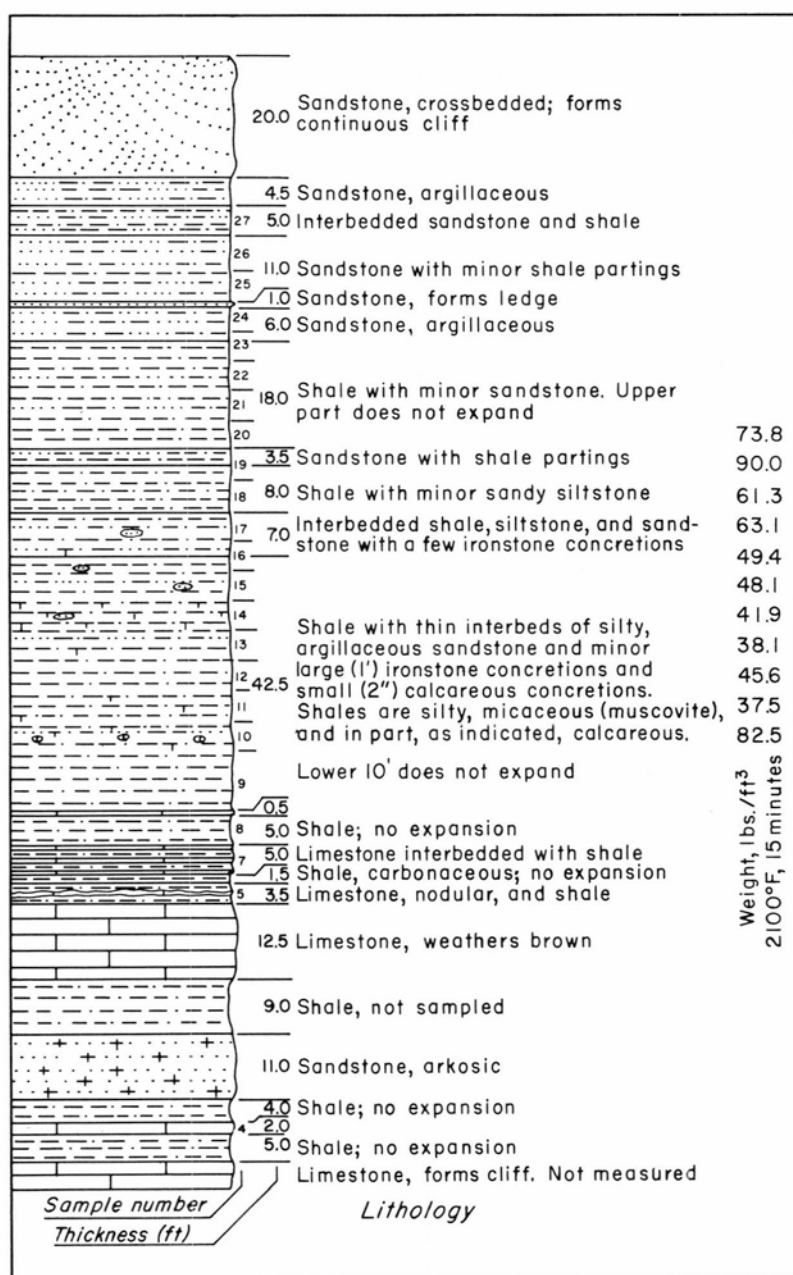 20.0 Sandstone, crossbedded; forms
continuous cliff
4.5 Sandstone, argillaceous
27 5.0 Interbedded sandstone and shale
26
11.0 Sandstone with minor shale partings
25
1.0 Sandstone, forms ledge
24
6.0 Sandstone, argillaceous
23
22
18.0 Shale with minor sandstone. Upper
21 part does not expand
20 73.8
3.5 Sandstone with shale partings 90.0
19
18 8.0 Shale with minor sandy siltstone 61.3
17 7.0 Interbedded shale, siltstone, and sand- 63.1
stone with a few ironstone concretions
16 49.4
15 48.1
14 41.9
Shale with thin interbeds of silty,
13 argillaceous sandstone and minor 38.1
12 42.5 large (1') ironstone concretions and 45.6
small (2") calcareous concretions.
11 Shales are silty, micaceous (muscovite), 37.5
10 and in part, as indicated, calcareous. 82.5
9 Lower 10' does not expand
0.5
8 5.0 Shale; no expansion
7 5.0 Limestone interbedded with shale
1.5 Shale, carbonaceous; no expansion
5 3.5 Limestone, nodular, and shale
12.5 Limestone, weathers brown
9.0 Shale, not sampled
11.0 Sandstone, arkosic
4.0 Shale; no expansion
4 2.0
5.0 Shale; no expansion
Limestone, forms cliff. Not measured
Sample number
Thickness (ft)
Lithology
Weight, lbs./ft³
2100°F, 15 minutes